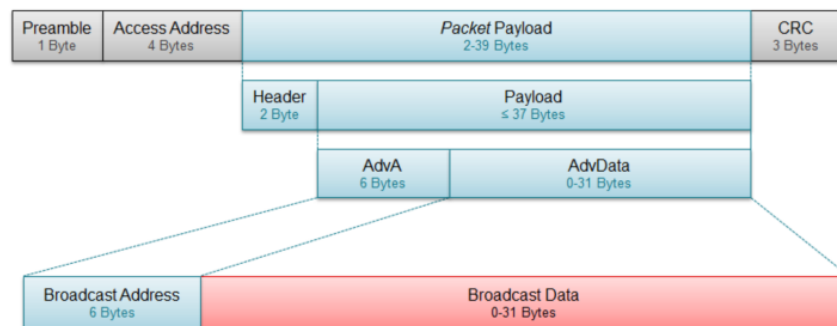 Preamble
1 Byte
Access Address
4 Bytes
Packet Payload
2-39 Bytes
CRC
3 Bytes
Header
2 Byte
Payload
≤ 37 Bytes
AdvA
6 Bytes
AdvData
0-31 Bytes
Broadcast Address
6 Bytes
Broadcast Data
0-31 Bytes